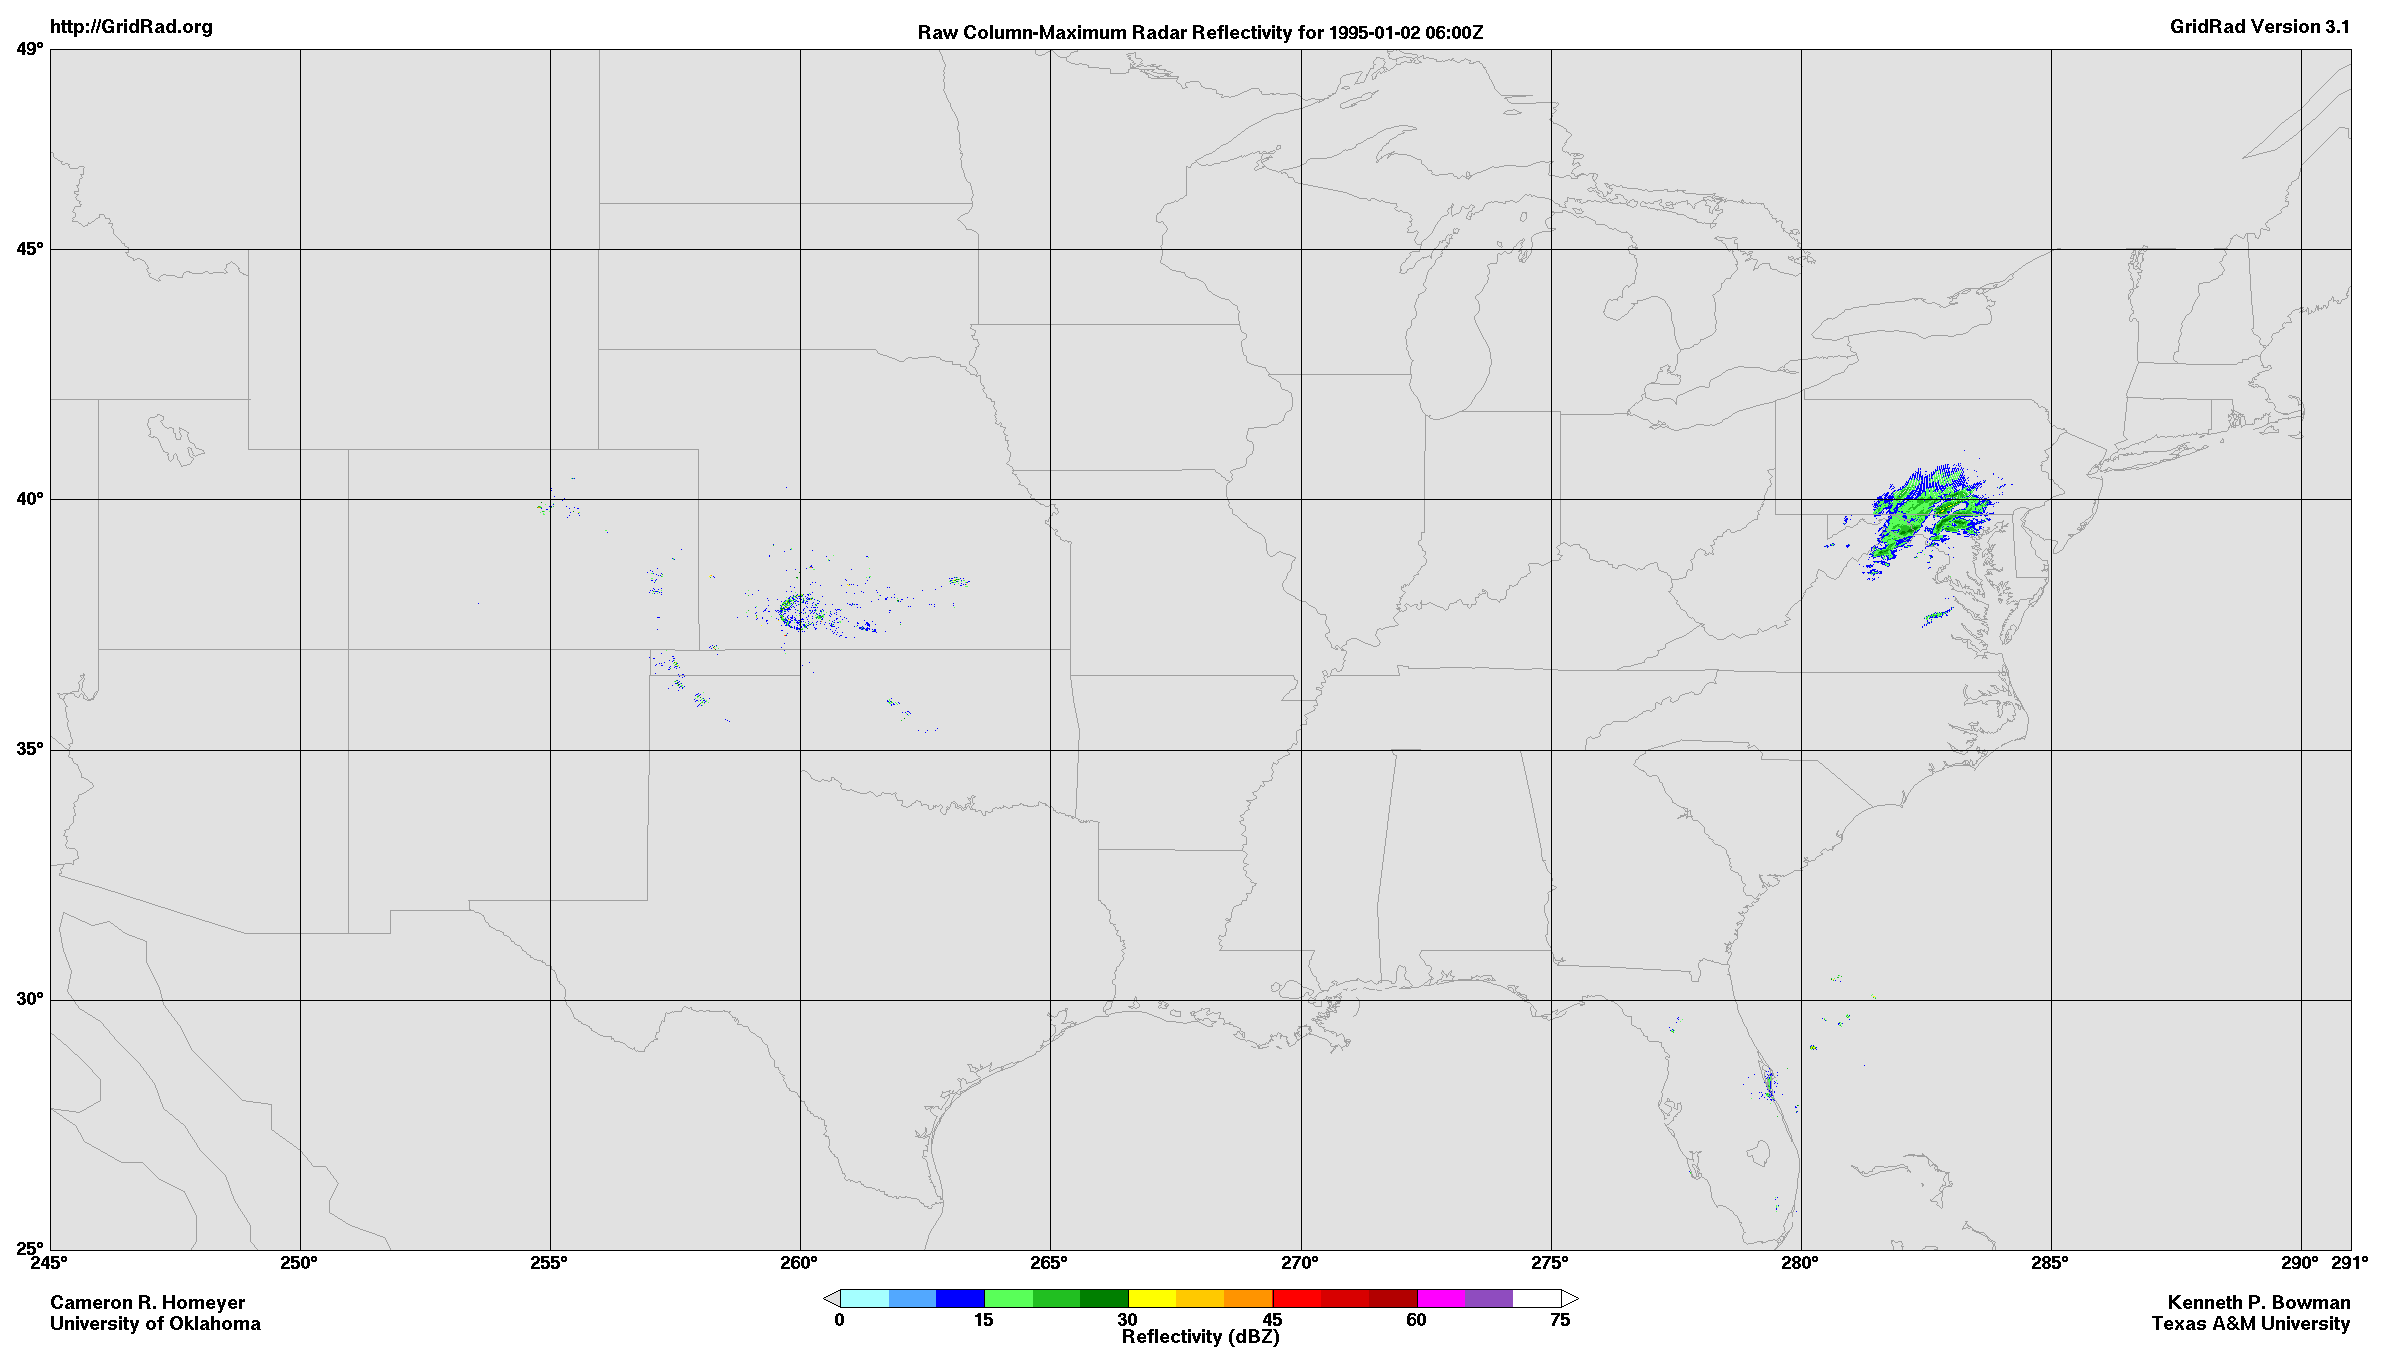 http://GridRad.org
Raw Column-Maximum Radar Reflectivity for 1995-01-02 06:00Z
GridRad Version 3.1
49°
45°
40°
35°
30°
25°
245° 250° 255° 260° 265° 270° 275° 280° 285° 290° 291°
Cameron R. Homeyer
University of Oklahoma
0 15 30 45 60 75
Reflectivity (dBZ)
Kenneth P. Bowman
Texas A&M University